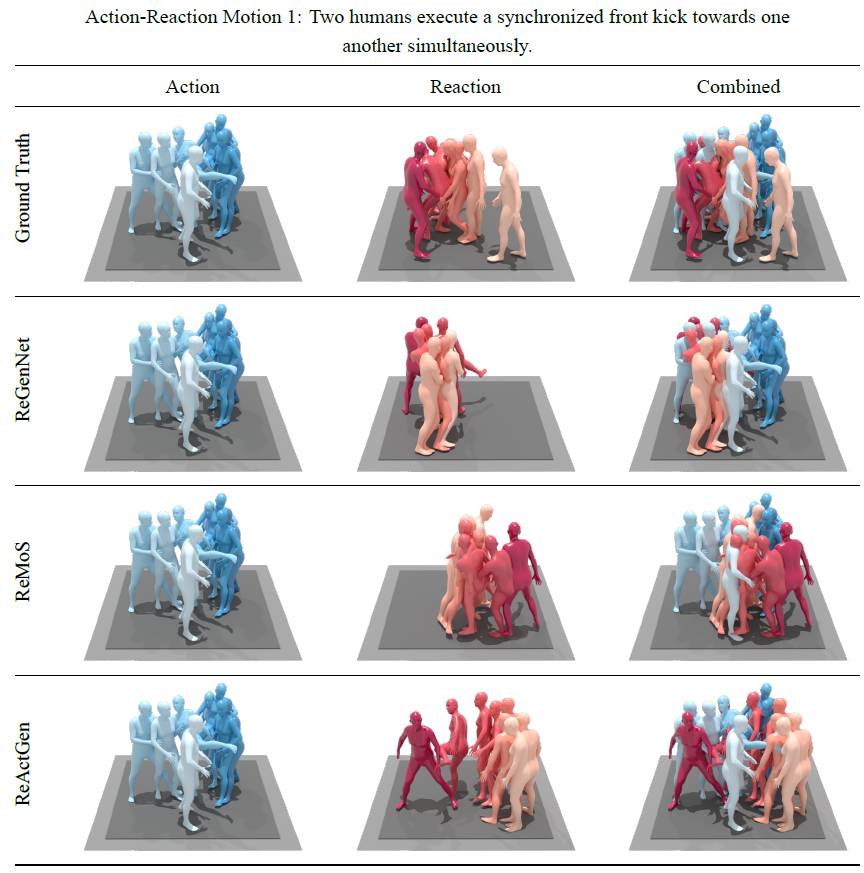 Action-Reaction Motion 1: Two humans execute a synchronized front kick towards one
another simultaneously.
Action Reaction Combined
Ground Truth
ReGenNet
ReMoS
ReActGen